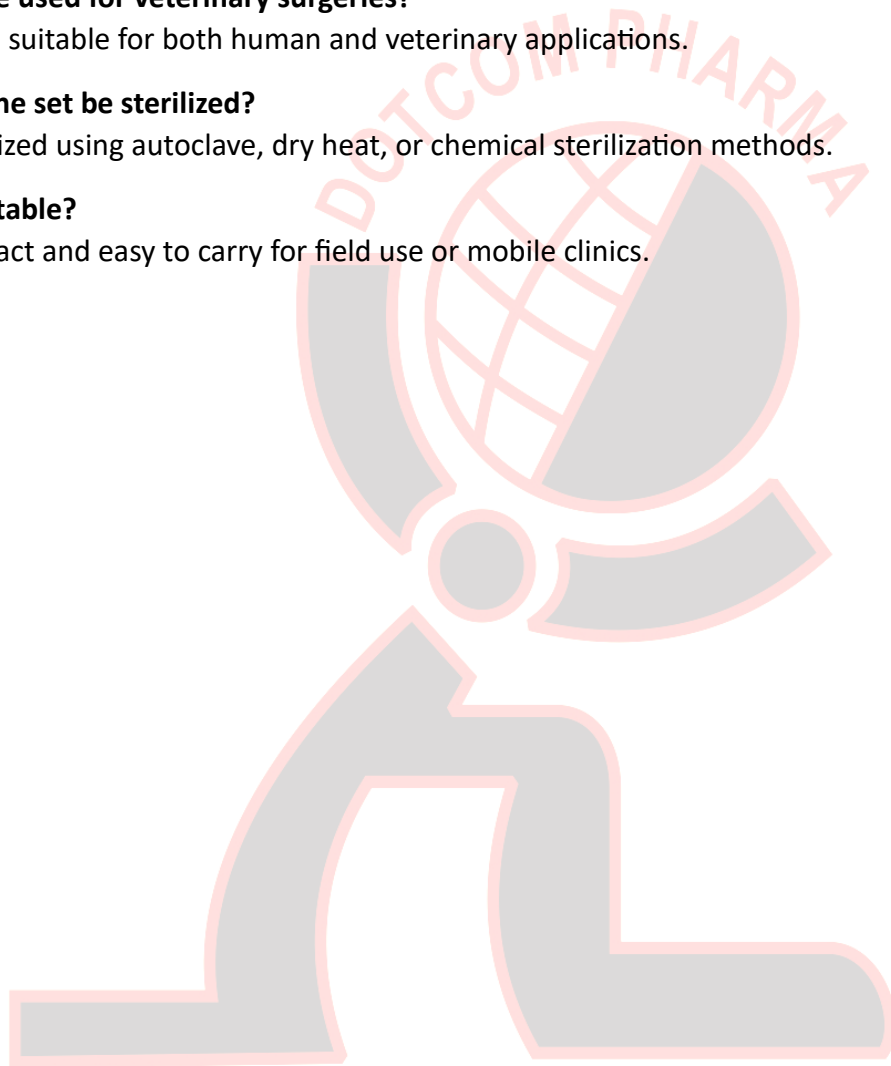 e used for veterinary surgeries?
suitable for both human and veterinary applications.
ne set be sterilized?
ized using autoclave, dry heat, or chemical sterilization methods.
table?
act and easy to carry for field use or mobile clinics.
DOTCOM PHARMA